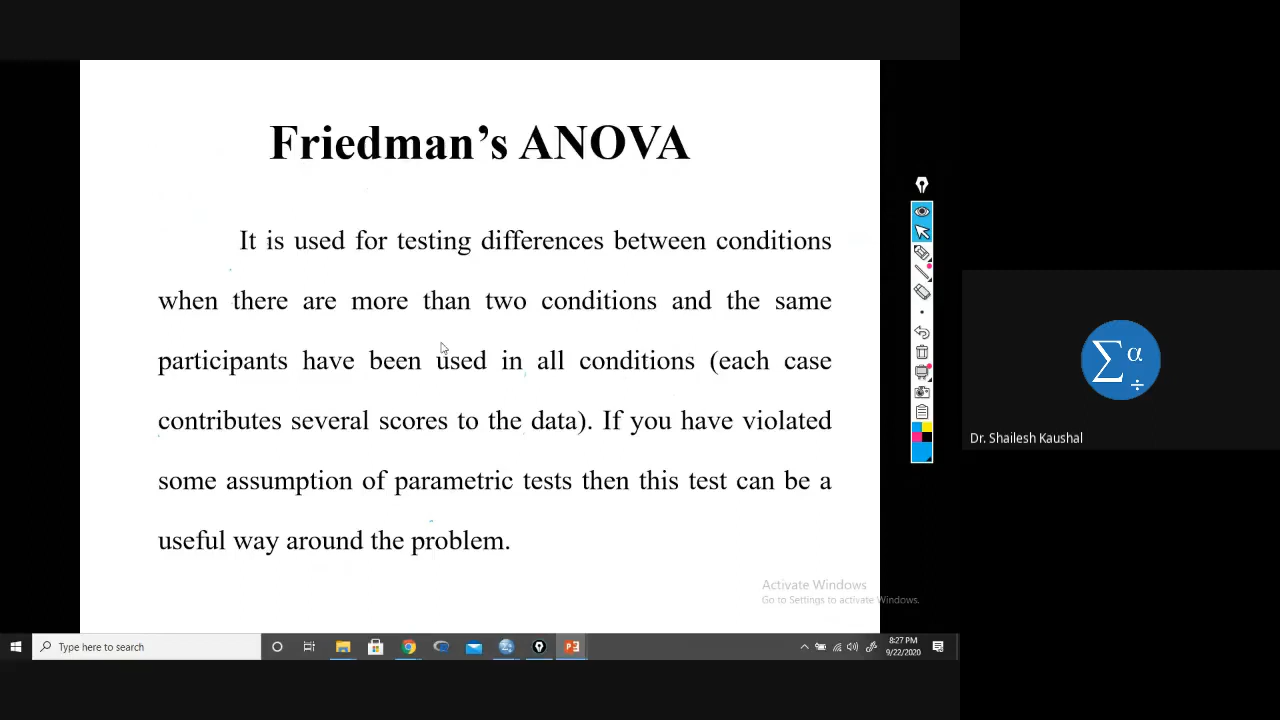 Friedman’s ANOVA
It is used for testing differences between conditions
when there are more than two conditions and the same
participants have been used in all conditions (each case
contributes several scores to the data). If you have violated
some assumption of parametric tests then this test can be a
useful way around the problem.
Σ α ÷
Dr. Shailesh Kaushal
Activate Windows
Go to Settings to activate Windows.
Type here to search
8:27 PM
9/22/2020